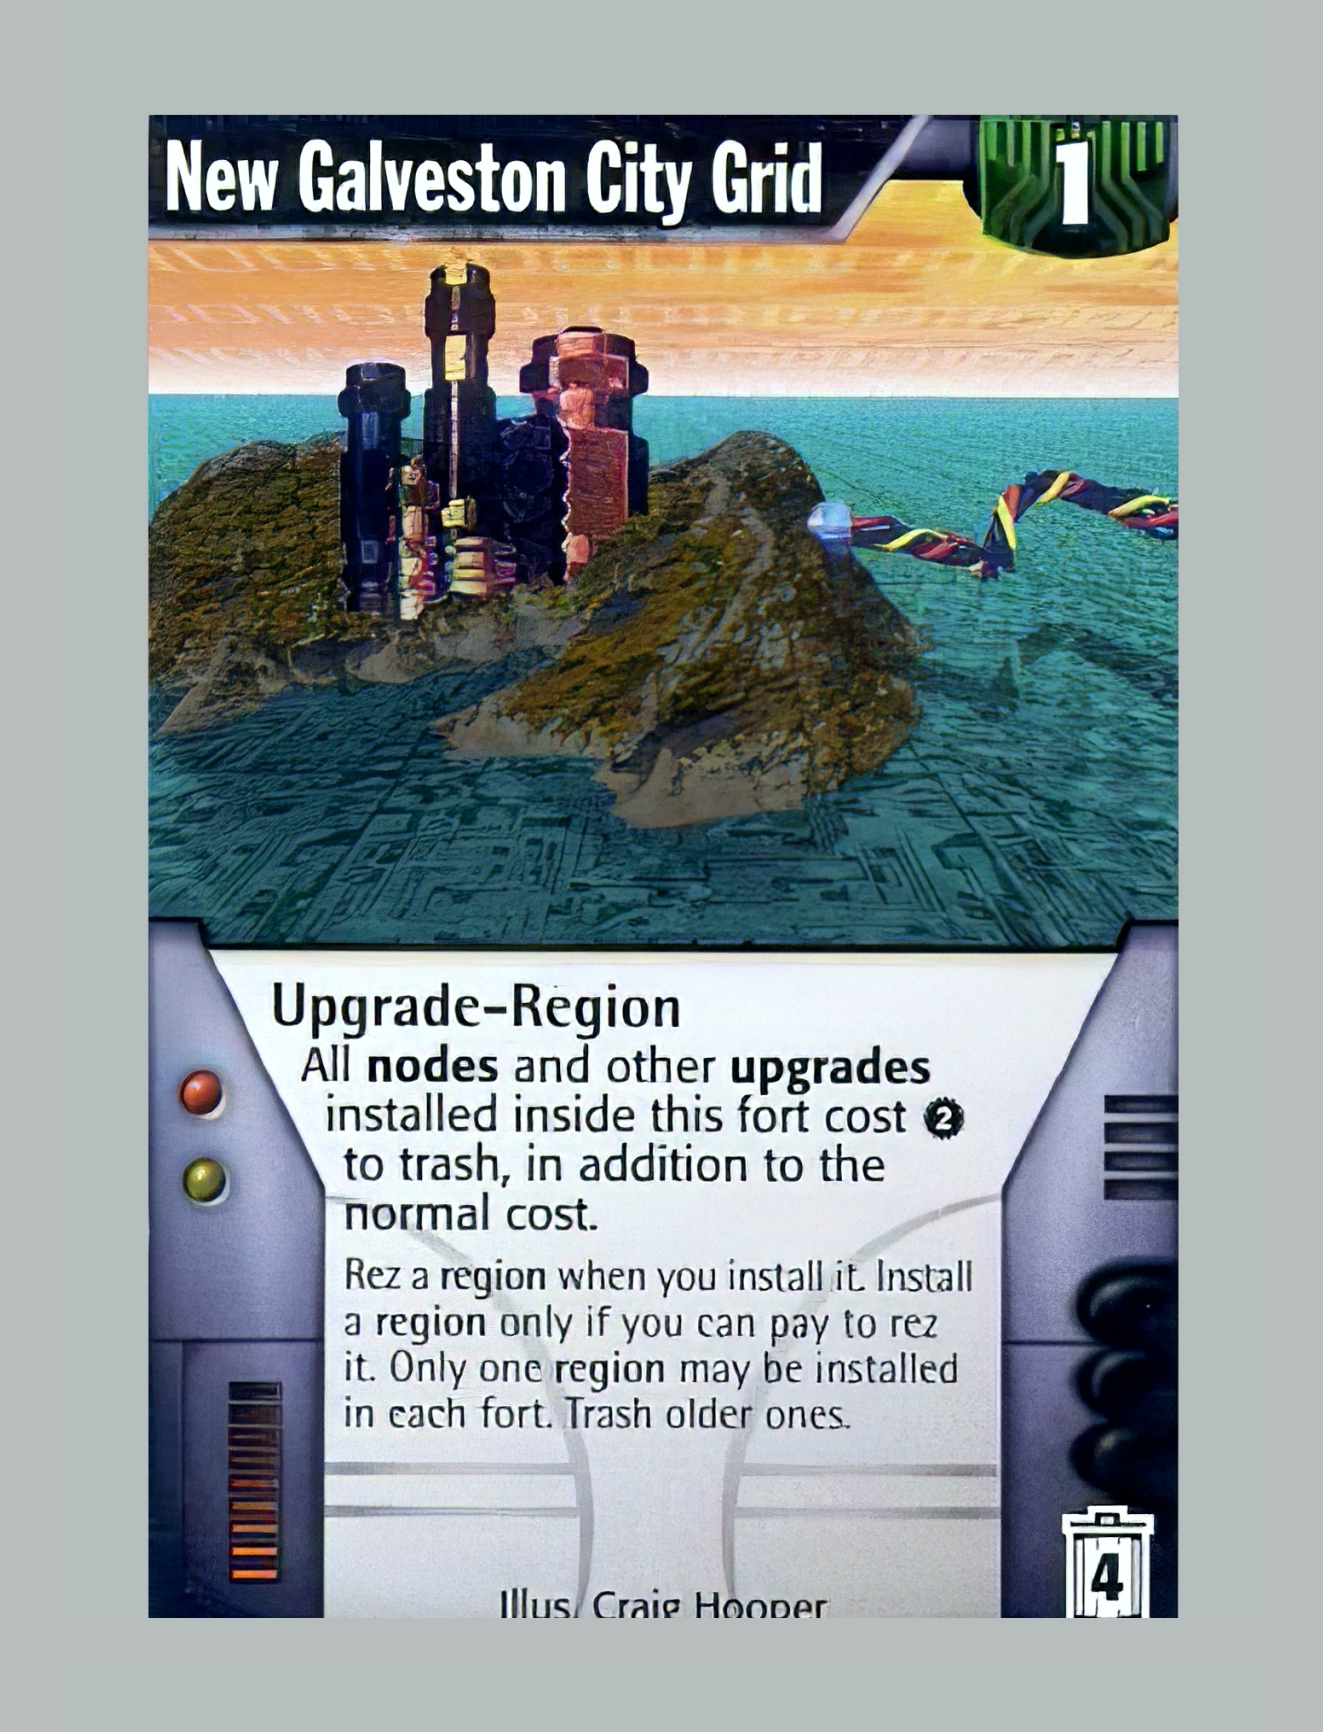 New Galveston City Grid
1
Upgrade-Region
All nodes and other upgrades
installed inside this fort cost 2
to trash, in addition to the
normal cost.
Rez a region when you install it. Install
a region only if you can pay to rez
it. Only one region may be installed
in each fort. Trash older ones.
4
Illus. Craig Hooper